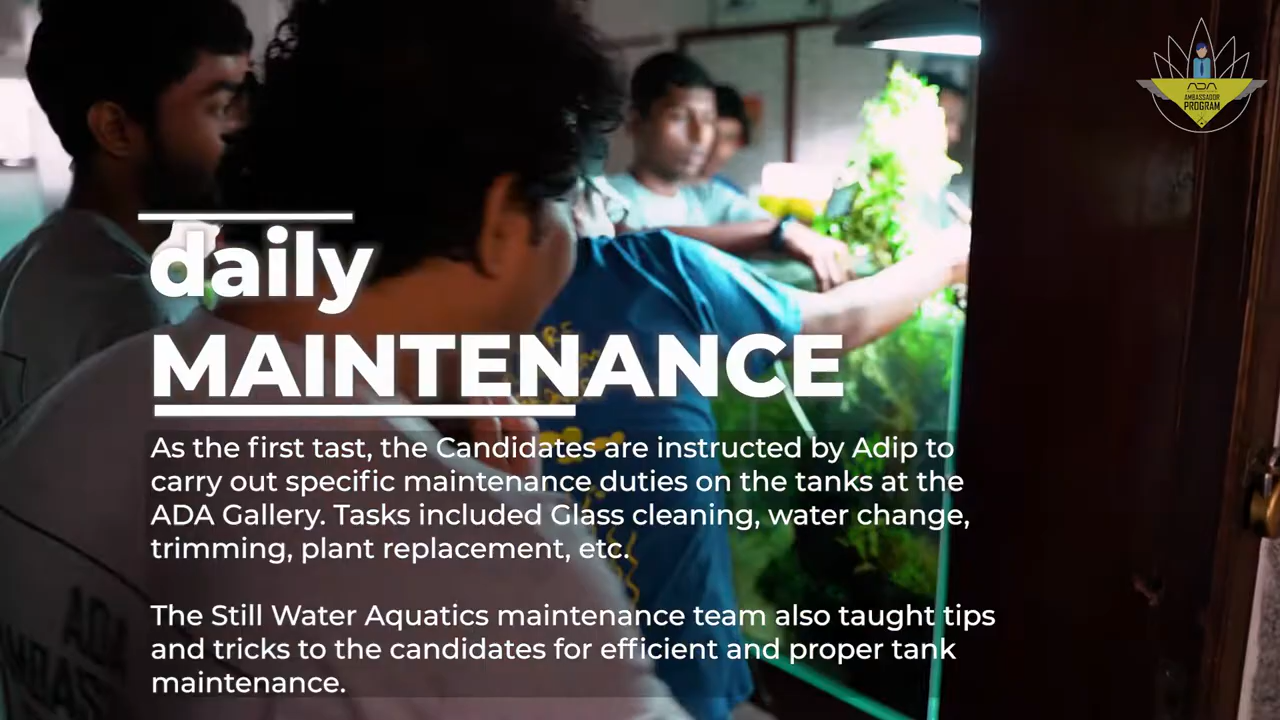 ADA
AMBASSADOR
PROGRAM
daily
MAINTENANCE
As the first tast, the Candidates are instructed by Adip to
carry out specific maintenance duties on the tanks at the
ADA Gallery. Tasks included Glass cleaning, water change,
trimming, plant replacement, etc.
The Still Water Aquatics maintenance team also taught tips
and tricks to the candidates for efficient and proper tank
maintenance.
ADA